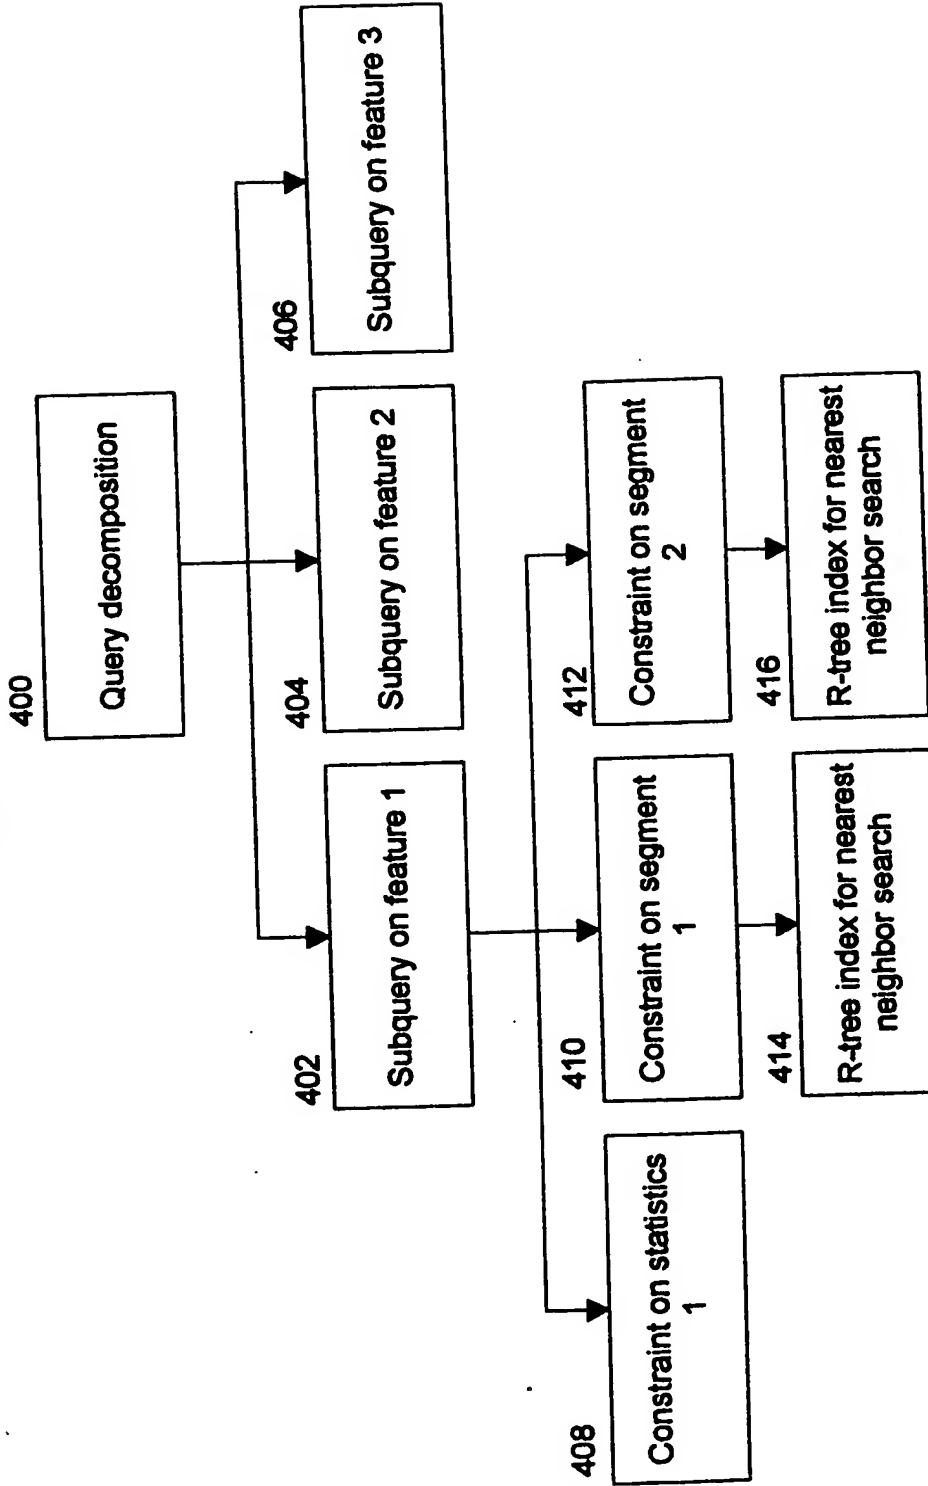 400
Query decomposition
402
Subquery on feature 1
404
Subquery on feature 2
406
Subquery on feature 3
408
Constraint on statistics
1
410
Constraint on segment
1
412
Constraint on segment
2
414
R-tree index for nearest
neighbor search
416
R-tree index for nearest
neighbor search